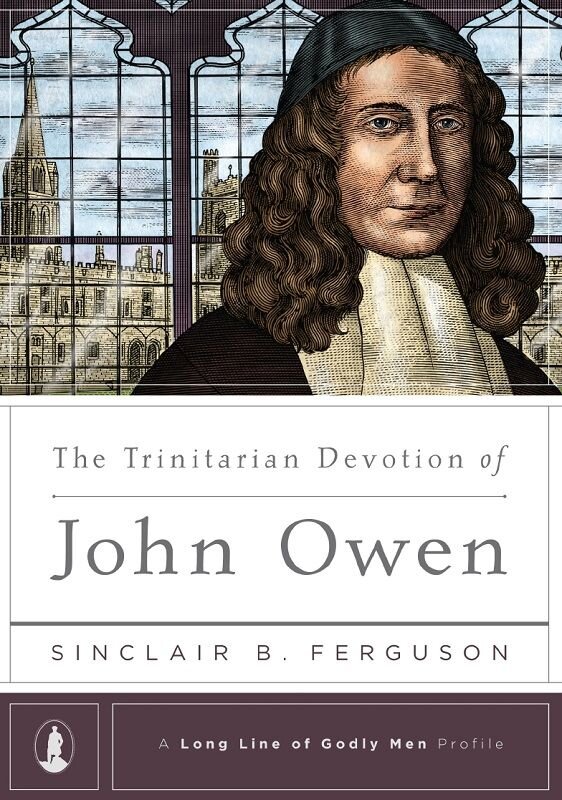 The Trinitarian Devotion of
John Owen
SINCLAIR B. FERGUSON
A Long Line of Godly Men Profile